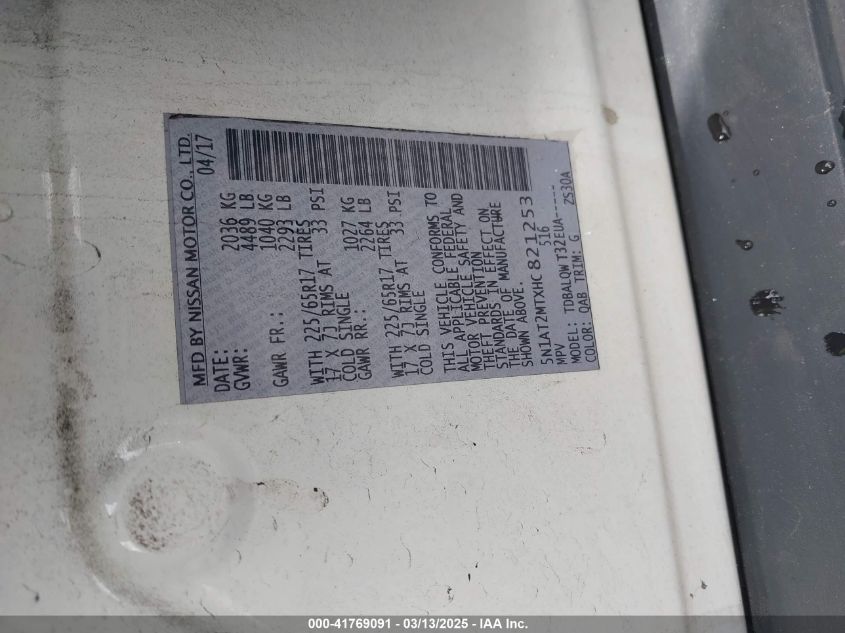 MFD BY NISSAN MOTOR CO., LTD.
DATE: 04/17
GVWR: 2036 KG
4489 LB
GAWR FR.: 1040 KG
2293 LB
WITH 225/65R17 TIRES
17 X 7J RIMS AT 33 PSI
COLD SINGLE
GAWR RR.: 1027 KG
2264 LB
WITH 225/65R17 TIRES
17 X 7J RIMS AT 33 PSI
COLD SINGLE
THIS VEHICLE CONFORMS TO
ALL APPLICABLE FEDERAL
MOTOR VEHICLE SAFETY AND
THEFT PREVENTION
STANDARDS IN EFFECT ON
THE DATE OF MANUFACTURE
SHOWN ABOVE.
5N1AT2MTXHC821253
MPV 516
MODEL: TDBALQWT32EUA-----
COLOR: QAB TRIM: G ZS30A
000-41769091 - 03/13/2025 - IAA Inc.